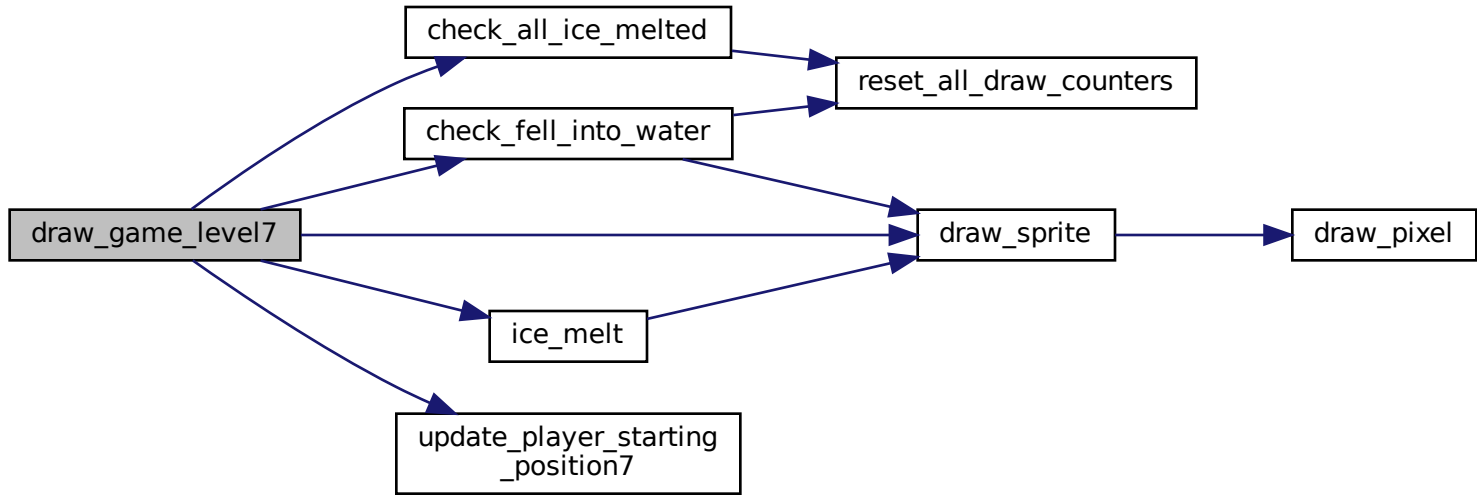 check_all_ice_melted
reset_all_draw_counters
check_fell_into_water
draw_game_level7
draw_sprite
draw_pixel
ice_melt
update_player_starting
_position7